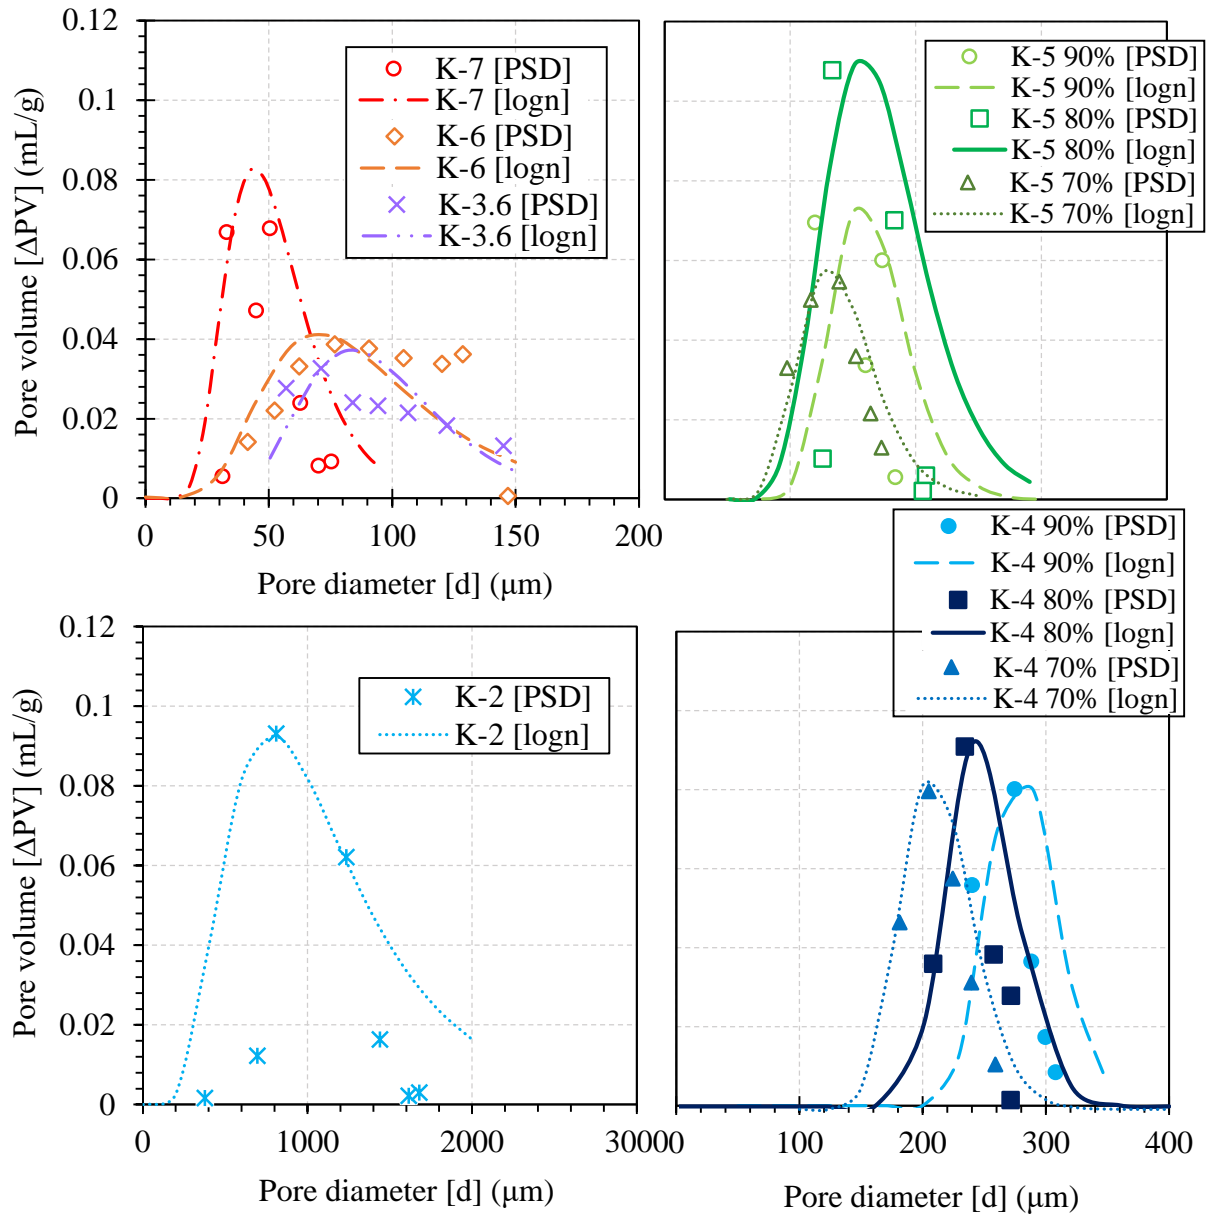 0.12
0.1
0.08
0.06
0.04
0.02
0
Pore volume [ΔPV] (mL/g)
K-7 [PSD]
K-7 [logn]
K-6 [PSD]
K-6 [logn]
K-3.6 [PSD]
K-3.6 [logn]
0 50 100 150 200
Pore diameter [d] (μm)
K-5 90% [PSD]
K-5 90% [logn]
K-5 80% [PSD]
K-5 80% [logn]
K-5 70% [PSD]
K-5 70% [logn]
0.12
0.1
0.08
0.06
0.04
0.02
0
Pore volume [ΔPV] (mL/g)
K-2 [PSD]
K-2 [logn]
0 1000 2000 3000
Pore diameter [d] (μm)
K-4 90% [PSD]
K-4 90% [logn]
K-4 80% [PSD]
K-4 80% [logn]
K-4 70% [PSD]
K-4 70% [logn]
0 100 200 300 400
Pore diameter [d] (μm)